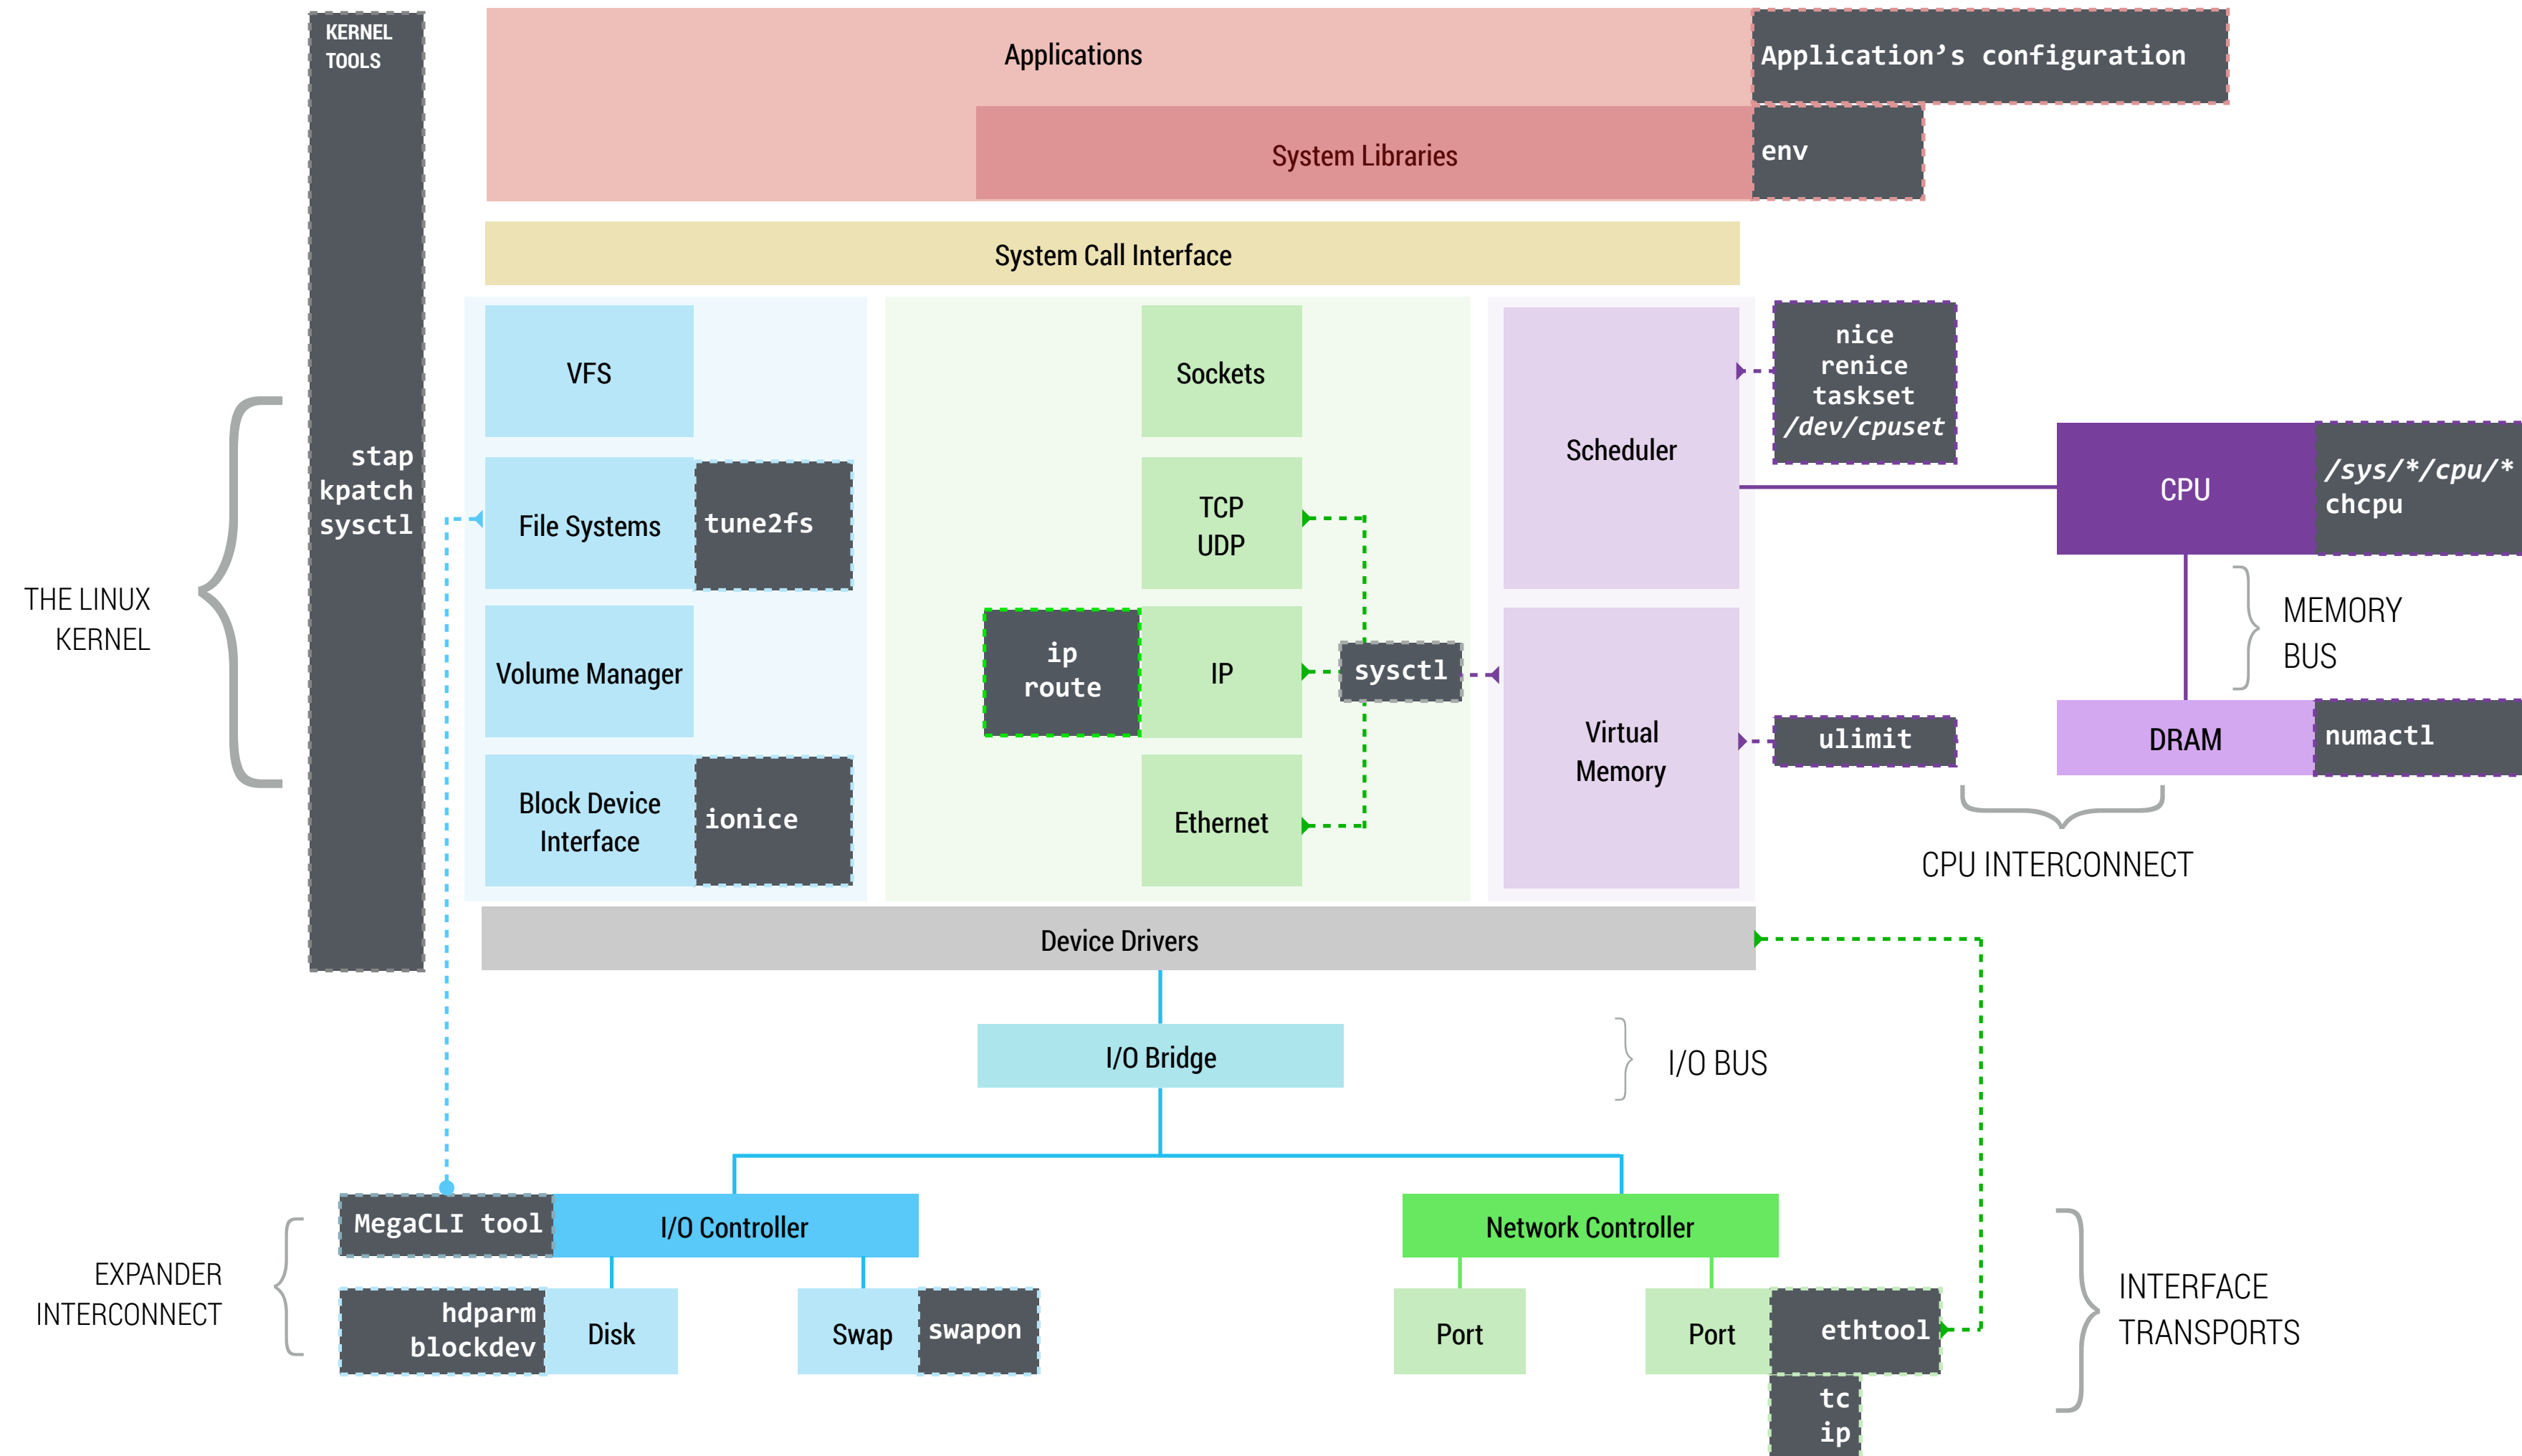 KERNEL
TOOLS
Applications
Application’s configuration
System Libraries
env
System Call Interface
VFS
Sockets
Scheduler
nice
renice
taskset
/dev/cpuset
stap
kpatch
sysctl
File Systems
tune2fs
TCP
UDP
CPU
/sys/*/cpu/*
chcpu
THE LINUX
KERNEL
Volume Manager
ip
route
IP
sysctl
MEMORY
BUS
Virtual
Memory
ulimit
DRAM
numactl
Block Device
Interface
ionice
Ethernet
CPU INTERCONNECT
Device Drivers
I/O Bridge
I/O BUS
MegaCLI tool
I/O Controller
Network Controller
EXPANDER
INTERCONNECT
hdparm
blockdev
Disk
Swap
swapon
Port
Port
ethtool
tc
ip
INTERFACE
TRANSPORTS